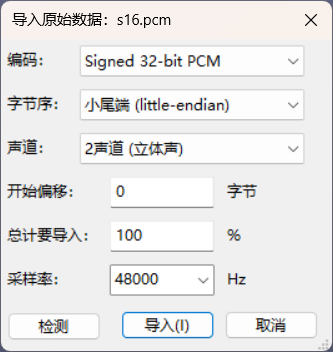 导入原始数据：s16.pcm
编码： Signed 32-bit PCM
字节序： 小尾端 (little-endian)
声道： 2声道 (立体声)
开始偏移： 0 字节
总计要导入： 100 %
采样率： 48000 Hz
检测 导入(I) 取消